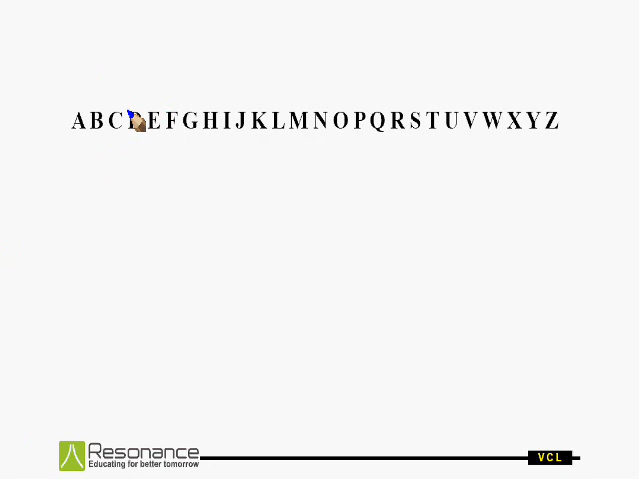 A B C D E F G H I J K L M N O P Q R S T U V W X Y Z
Resonance
Educating for better tomorrow
VCL